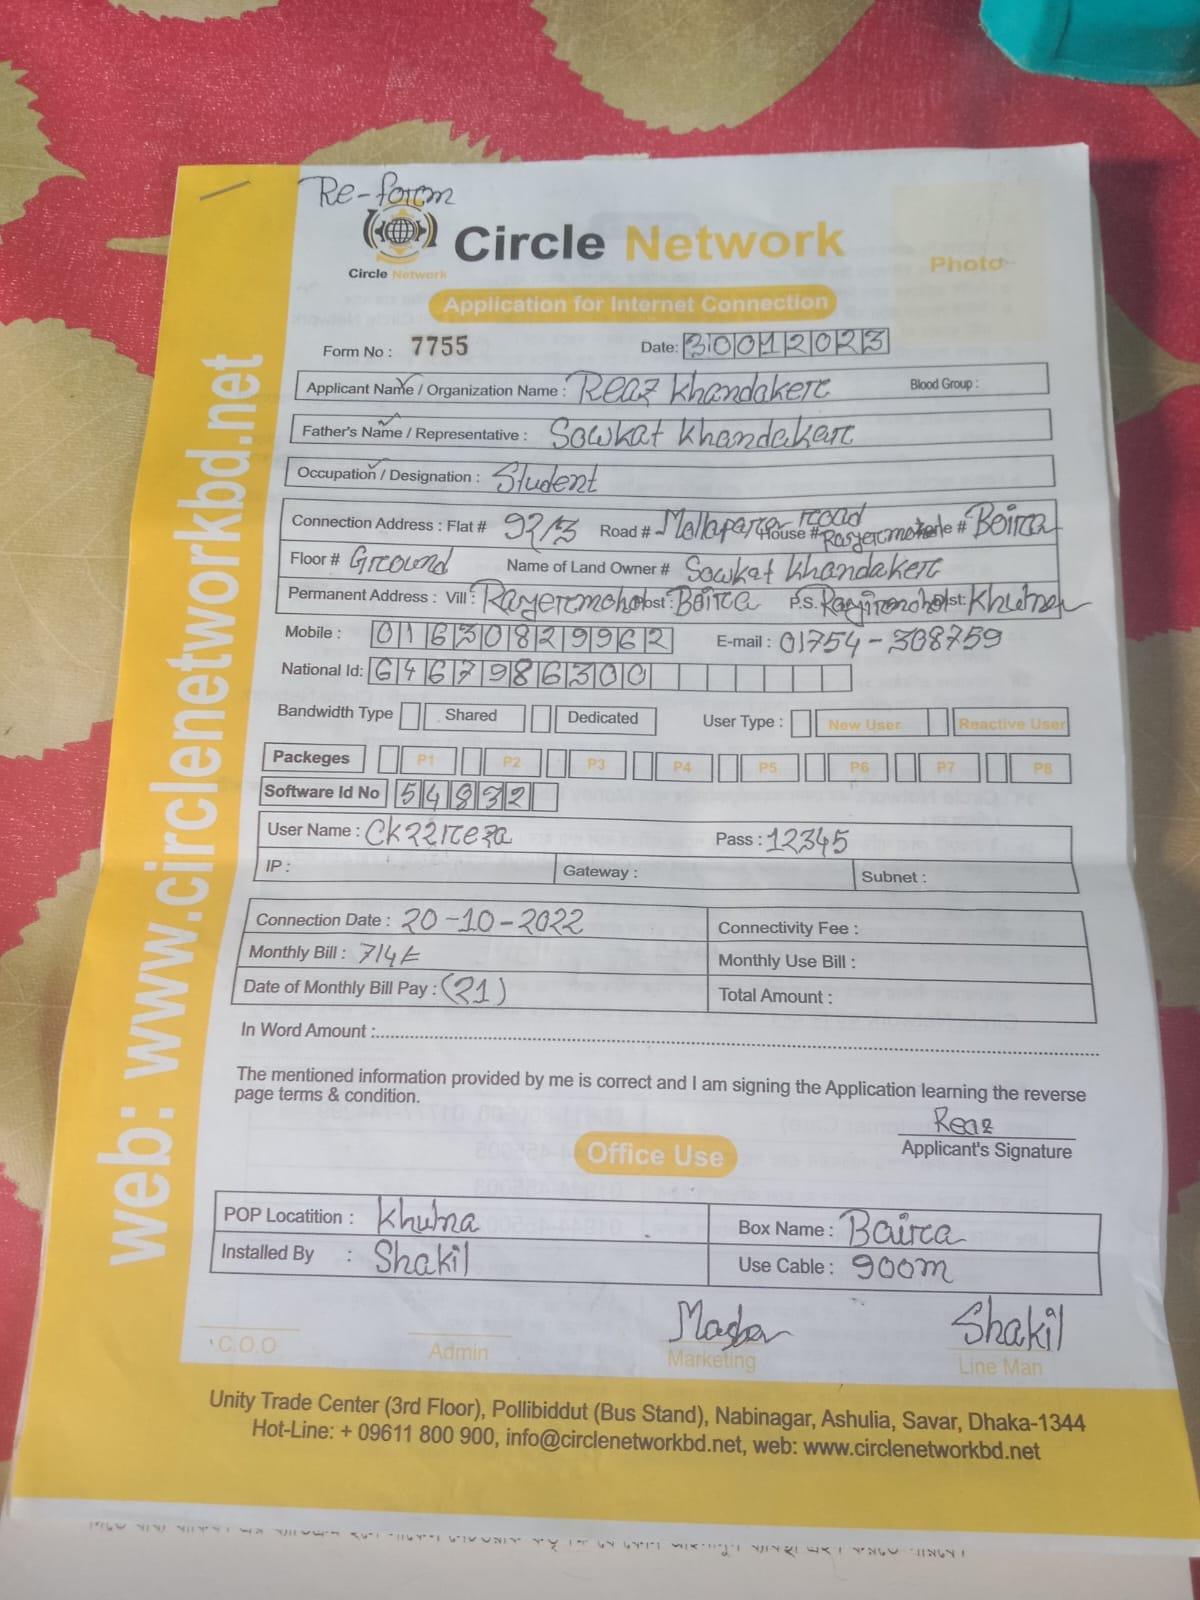 Re-form
Circle Network
Circle Network
Photo
Application for Internet Connection
Form No : 7755 Date: 30012023
Applicant Name / Organization Name : Reaz Khandaker Blood Group :
Father's Name / Representative : Sowkat Khandaker
Occupation / Designation : Student
Connection Address : Flat # 92/3 Road # Mollapara road House # Boira
Floor # Ground Name of Land Owner # Sowkat Khandaker
Permanent Address : Vill : Rayermohol Post : Boira P.S. Dist: Khulna
Mobile : 01630829962 E-mail : 01754-308759
National Id: 6467986300
Bandwidth Type Shared Dedicated User Type : New User Reactive User
Packeges P1 P2 P3 P4 P5 P6 P7 P8
Software Id No 54832
User Name : Ck22reza Pass : 12345
IP : Gateway : Subnet :
Connection Date : 20-10-2022 Connectivity Fee :
Monthly Bill : 714 Monthly Use Bill :
Date of Monthly Bill Pay : (21) Total Amount :
In Word Amount :
The mentioned information provided by me is correct and I am signing the Application learning the reverse
page terms & condition.
Reaz
Applicant's Signature
Office Use
POP Locatition : Khulna Box Name : Boira
Installed By : Shakil Use Cable : 900m
Shakil
C.O.O Admin Marketing Line Man
Unity Trade Center (3rd Floor), Pollibiddut (Bus Stand), Nabinagar, Ashulia, Savar, Dhaka-1344
Hot-Line: + 09611 800 900, info@circlenetworkbd.net, web: www.circlenetworkbd.net
web: www.circlenetworkbd.net